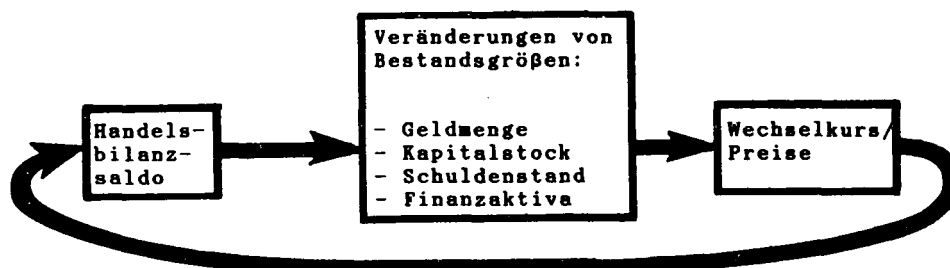 Handels-
bilanz-
saldo
Veränderungen von
Bestandsgrößen:
- Geldmenge
- Kapitalstock
- Schuldenstand
- Finanzaktiva
Wechselkurs/
Preise